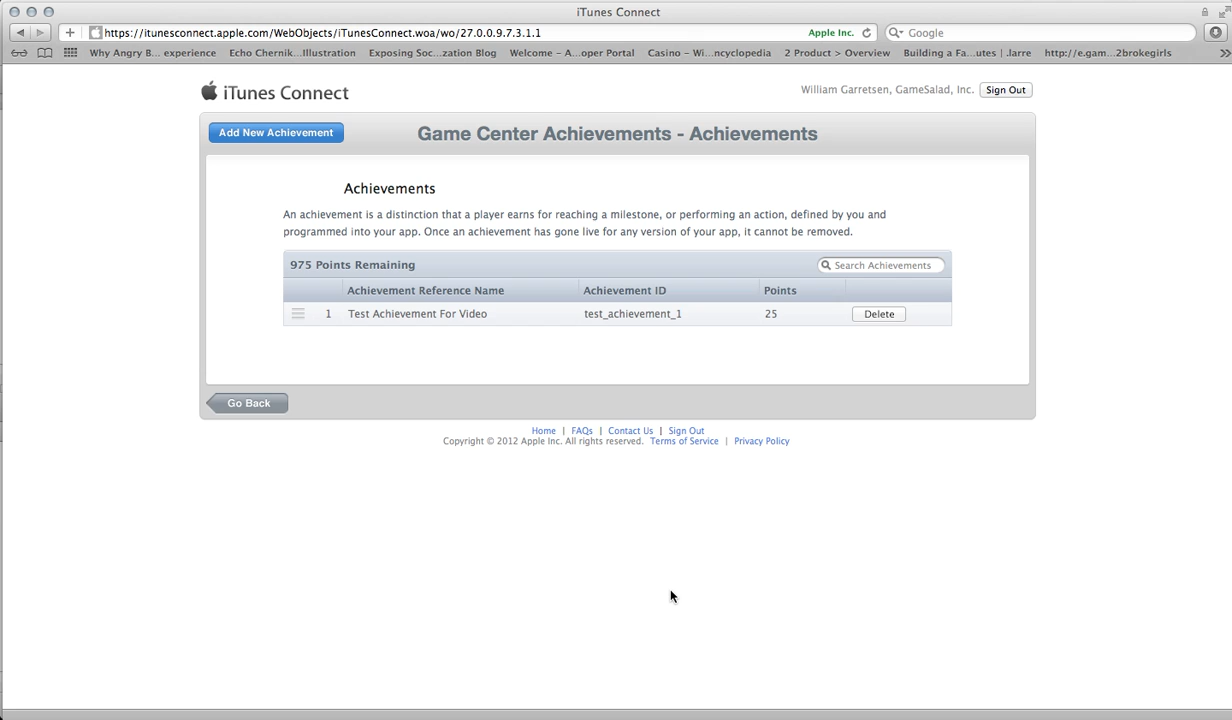 iTunes Connect
https://itunesconnect.apple.com/WebObjects/iTunesConnect.woa/wo/27.0.0.9.7.3.1.1 Apple Inc. Google
Why Angry B... experience Echo Chernik...Illustration Exposing Soc...zation Blog Welcome – A...oper Portal Casino – Wi...ncyclopedia 2 Product > Overview Building a Fa...utes | .larre http://e.gam...2brokegirls
iTunes Connect
William Garretsen, GameSalad, Inc. Sign Out
Add New Achievement Game Center Achievements - Achievements
Achievements
An achievement is a distinction that a player earns for reaching a milestone, or performing an action, defined by you and
programmed into your app. Once an achievement has gone live for any version of your app, it cannot be removed.
975 Points Remaining Search Achievements
Achievement Reference Name Achievement ID Points
1 Test Achievement For Video test_achievement_1 25 Delete
Go Back
Home | FAQs | Contact Us | Sign Out
Copyright © 2012 Apple Inc. All rights reserved. Terms of Service | Privacy Policy